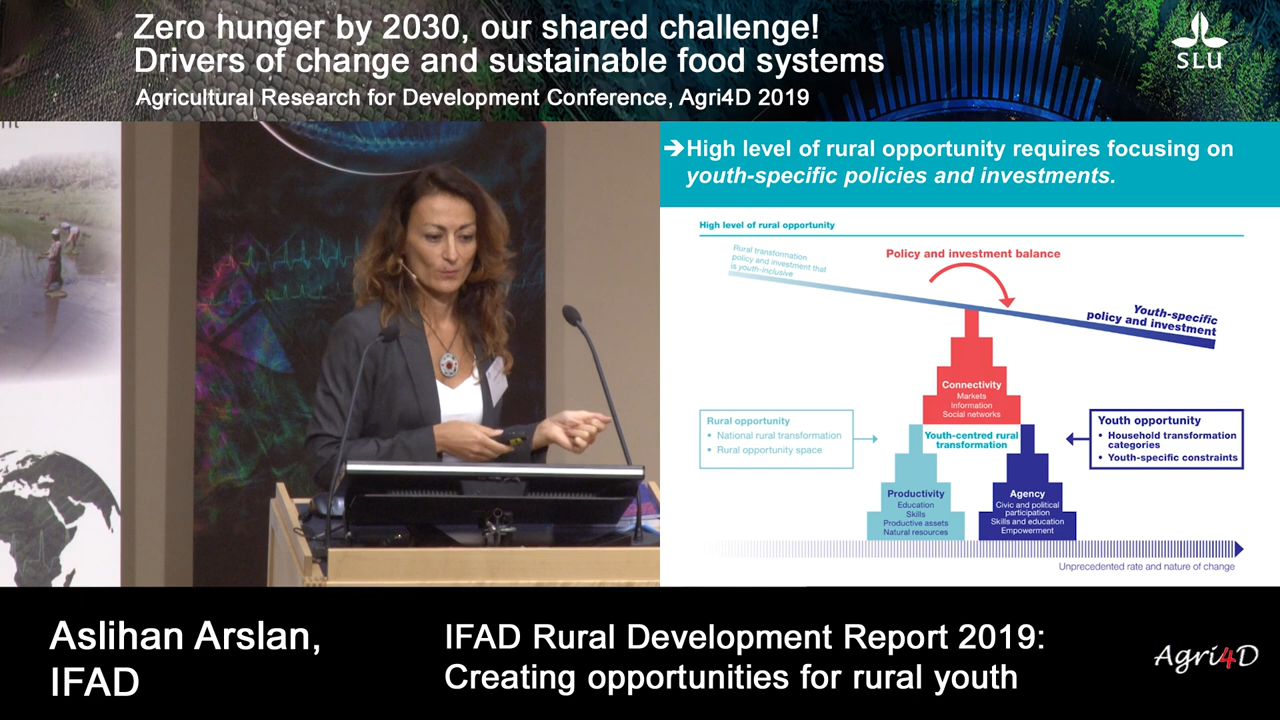 Zero hunger by 2030, our shared challenge!
Drivers of change and sustainable food systems
Agricultural Research for Development Conference, Agri4D 2019
SLU
➔High level of rural opportunity requires focusing on
youth-specific policies and investments.
High level of rural opportunity
Rural transformation
policy and investment that
is youth-inclusive
Policy and investment balance
Youth-specific
policy and investment
Connectivity
Markets
Information
Social networks
Rural opportunity
• National rural transformation
• Rural opportunity space
Youth-centred rural
transformation
Youth opportunity
• Household transformation
categories
• Youth-specific constraints
Productivity
Education
Skills
Productive assets
Natural resources
Agency
Civic and political
participation
Skills and education
Empowerment
Unprecedented rate and nature of change
Aslihan Arslan,
IFAD
IFAD Rural Development Report 2019:
Creating opportunities for rural youth
Agri4D